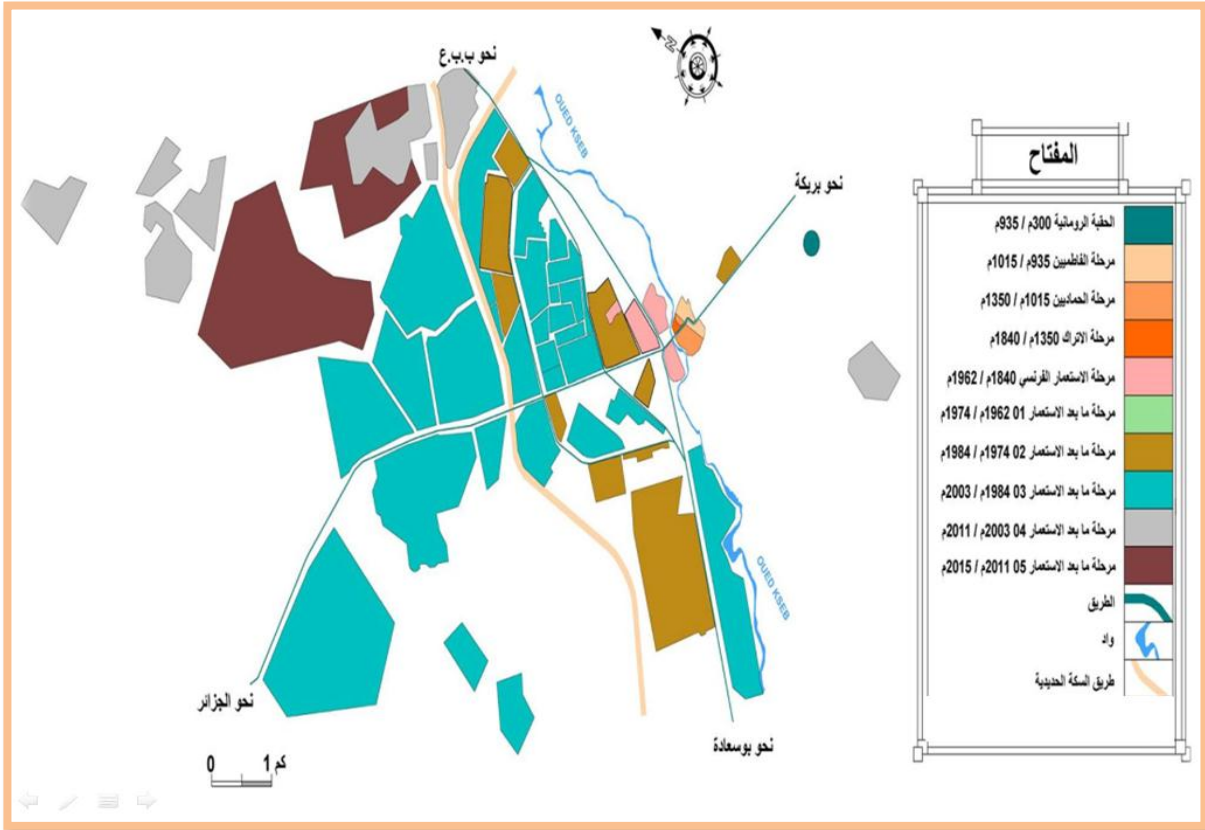 نحو ب.ب.ع
N
OUED KSEB
نحو بريكة
المفتاح
الحقبة الرومانية 300م / 935م
مرحلة الفاطميين 935م / 1015م
مرحلة الحماديين 1015م / 1350م
مرحلة الاتراك 1350م / 1840م
مرحلة الاستعمار الفرنسي 1840م / 1962م
مرحلة ما بعد الاستعمار 01 1962م / 1974م
مرحلة ما بعد الاستعمار 02 1974م / 1984م
مرحلة ما بعد الاستعمار 03 1984م / 2003م
مرحلة ما بعد الاستعمار 04 2003م / 2011م
مرحلة ما بعد الاستعمار 05 2011م / 2015م
الطريق
واد
طريق السكة الحديدية
OUED KSEB
نحو الجزائر
نحو بوسعادة
0 1 كم